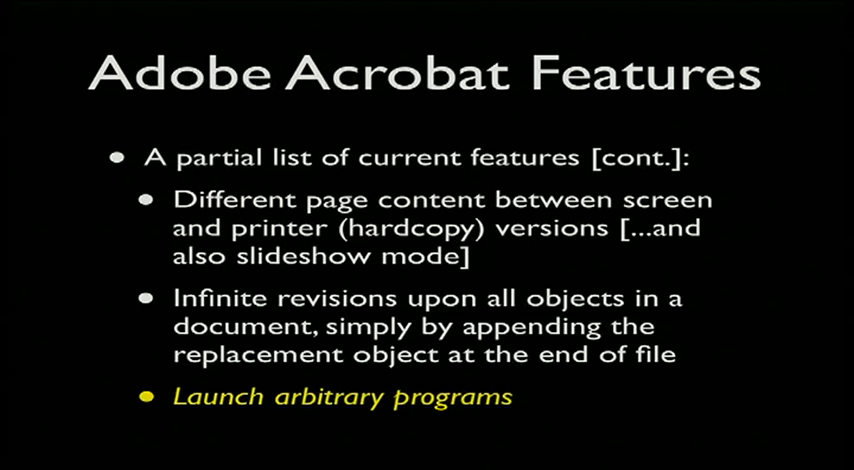 Adobe Acrobat Features
A partial list of current features [cont.]:
Different page content between screen
and printer (hardcopy) versions [...and
also slideshow mode]
Infinite revisions upon all objects in a
document, simply by appending the
replacement object at the end of file
Launch arbitrary programs